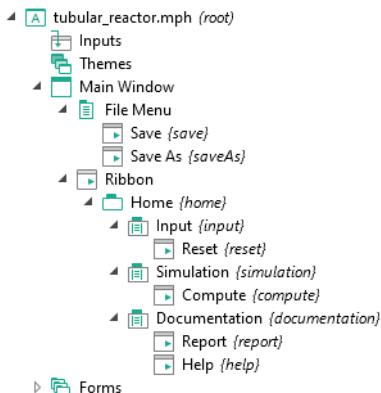 tubular_reactor.mph (root)
Inputs
Themes
Main Window
File Menu
Save {save}
Save As {saveAs}
Ribbon
Home {home}
Input {input}
Reset {reset}
Simulation {simulation}
Compute {compute}
Documentation {documentation}
Report {report}
Help {help}
Forms